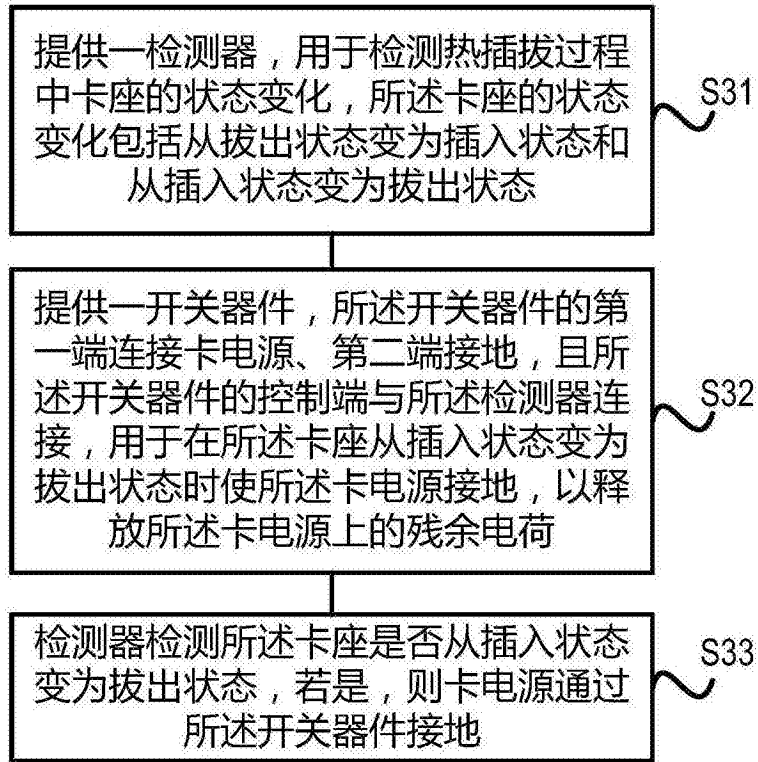 提供一检测器，用于检测热插拔过程
中卡座的状态变化，所述卡座的状态
变化包括从拔出状态变为插入状态和
从插入状态变为拔出状态
S31
提供一开关器件，所述开关器件的第
一端连接卡电源、第二端接地，且所
述开关器件的控制端与所述检测器连
接，用于在所述卡座从插入状态变为
拔出状态时使所述卡电源接地，以释
放所述卡电源上的残余电荷
S32
检测器检测所述卡座是否从插入状态
变为拔出状态，若是，则卡电源通过
所述开关器件接地
S33